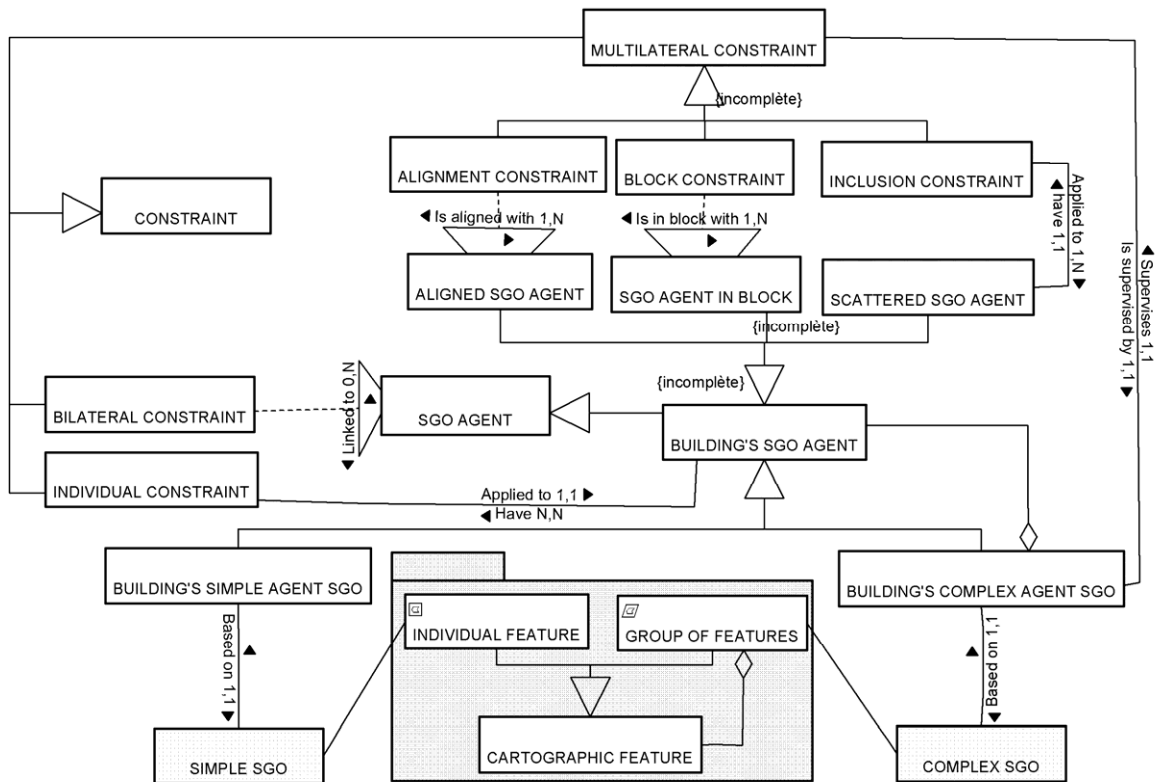 MULTILATERAL CONSTRAINT
{incomplète}
ALIGNMENT CONSTRAINT
BLOCK CONSTRAINT
INCLUSION CONSTRAINT
CONSTRAINT
◀ Is aligned with 1,N
▶
◀ Is in block with 1,N
▶
Applied to 1,N ▶
◀ have 1,1
◀ Supervises 1,1
Is supervised by 1,1 ▶
ALIGNED SGO AGENT
SGO AGENT IN BLOCK
SCATTERED SGO AGENT
{incomplète}
{incomplète}
◀ Linked to 0,N
▶
BILATERAL CONSTRAINT
SGO AGENT
BUILDING'S SGO AGENT
INDIVIDUAL CONSTRAINT
Applied to 1,1 ▶
◀ Have N,N
BUILDING'S SIMPLE AGENT SGO
BUILDING'S COMPLEX AGENT SGO
INDIVIDUAL FEATURE
GROUP OF FEATURES
Based on 1,1 ▶
◀
◀
Based on 1,1 ▶
CARTOGRAPHIC FEATURE
SIMPLE SGO
COMPLEX SGO